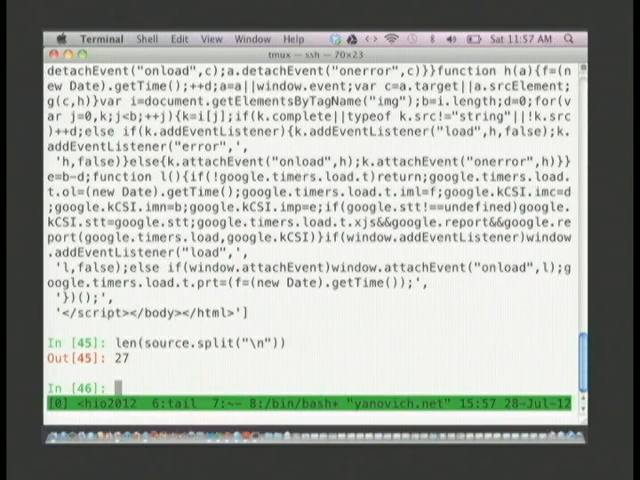 Terminal Shell Edit View Window Help Sat 11:57 AM
tmux — ssh — 70×23
detachEvent("onload",c);a.detachEvent("onerror",c)}}function h(a){f=(n
ew Date).getTime();++d;a=a||window.event;var c=a.target||a.srcElement;
g(c,h)}var i=document.getElementsByTagName("img");b=i.length;d=0;for(v
ar j=0,k;j<b;++j){k=i[j];if(k.complete||typeof k.src!="string"||!k.src
)++d;else if(k.addEventListener){k.addEventListener("load",h,false);k.
addEventListener("error",',
'h,false)}else{k.attachEvent("onload",h);k.attachEvent("onerror",h)}}
e=b-d;function l(){if(!google.timers.load.t)return;google.timers.load.
t.ol=(new Date).getTime();google.timers.load.t.iml=f;google.kCSI.imc=d
;google.kCSI.imn=b;google.kCSI.imp=e;if(google.stt!==undefined)google.
kCSI.stt=google.stt;google.timers.load.t.xjs&&google.report&&google.re
port(google.timers.load,google.kCSI)}if(window.addEventListener)window
.addEventListener("load",',
'l,false);else if(window.attachEvent)window.attachEvent("onload",l);g
oogle.timers.load.t.prt=(f=(new Date).getTime());',
'})();',
'</script></body></html>']
In [45]: len(source.split("\n"))
Out[45]: 27
In [46]:
[0] <hio2012 6:tail 7:~- 8:/bin/bash* "yanovich.net" 15:57 28-Jul-12